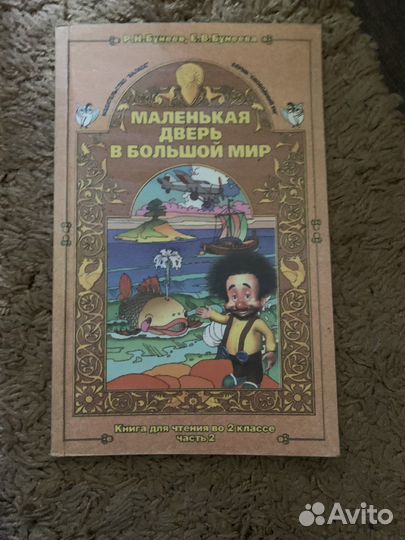 Р.Н.Бунеев, Е.В.Бунеева
МАЛЕНЬКАЯ
ДВЕРЬ
В БОЛЬШОЙ МИР
Книга для чтения во 2 классе
часть 2
Avito